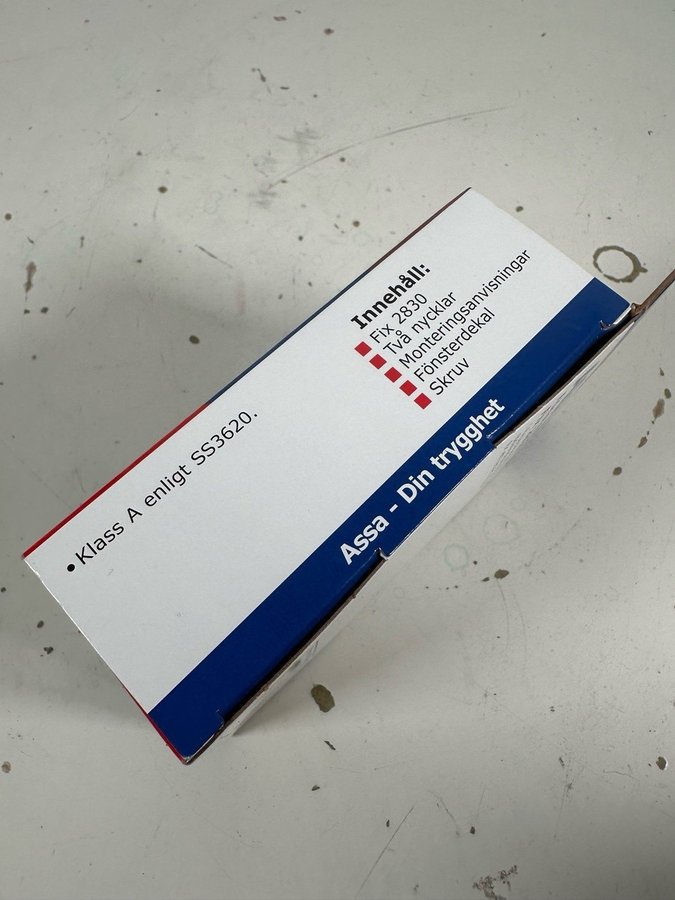 • Klass A enligt SS3620.
Innehåll:
Fix 2830
Två nycklar
Monteringsanvisningar
Fönsterdekal
Skruv
Assa - Din trygghet